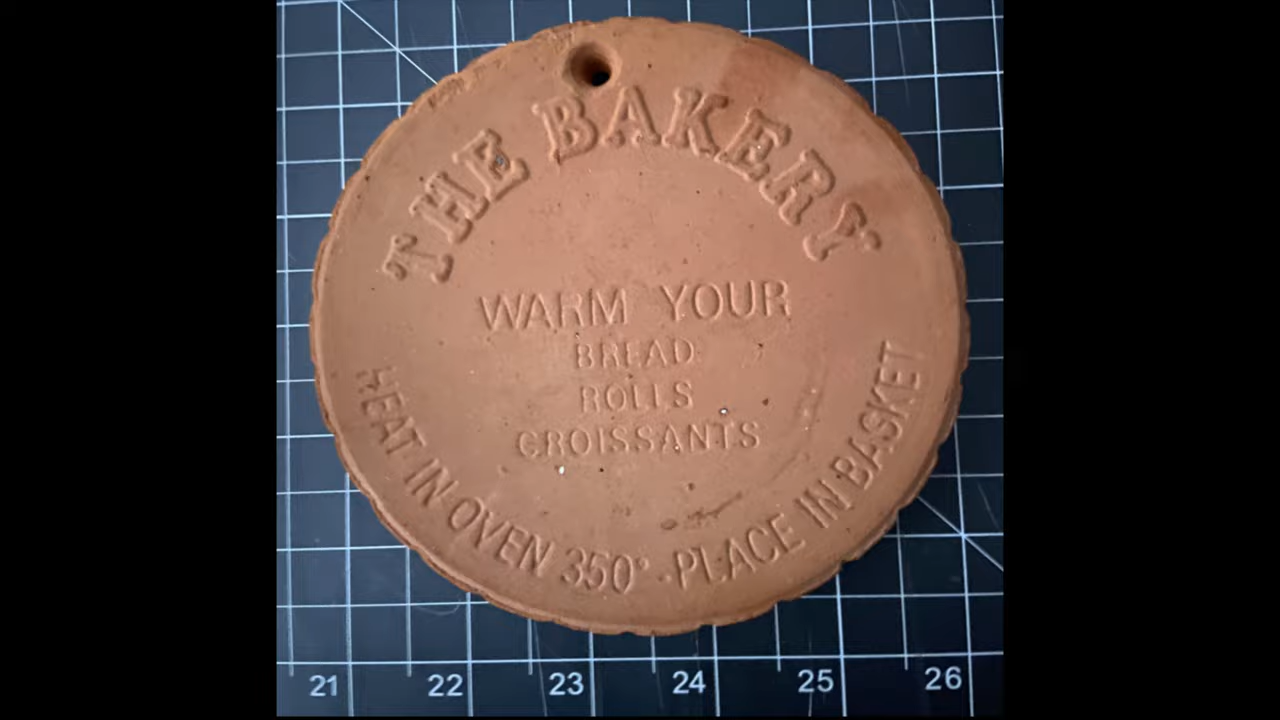 THE BAKERY
WARM YOUR
BREAD
ROLLS
CROISSANTS
HEAT IN OVEN 350° · PLACE IN BASKET
21 22 23 24 25 26